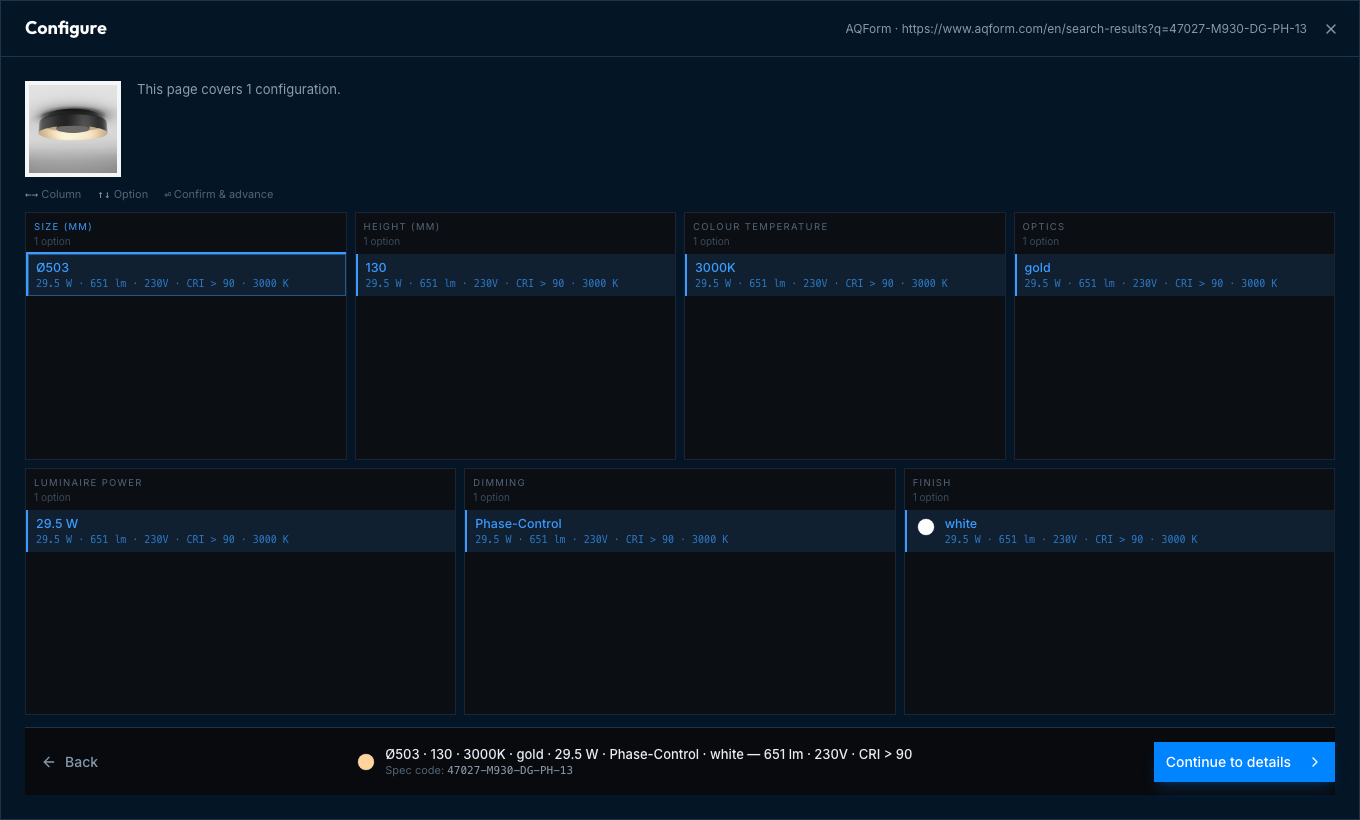 Configure
AQForm · https://www.aqform.com/en/search-results?q=47027-M930-DG-PH-13
This page covers 1 configuration.
←→ Column ↑↓ Option ⏎ Confirm & advance
SIZE (MM)
1 option
Ø503
29.5 W · 651 lm · 230V · CRI > 90 · 3000 K
HEIGHT (MM)
1 option
130
29.5 W · 651 lm · 230V · CRI > 90 · 3000 K
COLOUR TEMPERATURE
1 option
3000K
29.5 W · 651 lm · 230V · CRI > 90 · 3000 K
OPTICS
1 option
gold
29.5 W · 651 lm · 230V · CRI > 90 · 3000 K
LUMINAIRE POWER
1 option
29.5 W
29.5 W · 651 lm · 230V · CRI > 90 · 3000 K
DIMMING
1 option
Phase-Control
29.5 W · 651 lm · 230V · CRI > 90 · 3000 K
FINISH
1 option
white
29.5 W · 651 lm · 230V · CRI > 90 · 3000 K
← Back
Ø503 · 130 · 3000K · gold · 29.5 W · Phase-Control · white — 651 lm · 230V · CRI > 90
Spec code: 47027-M930-DG-PH-13
Continue to details